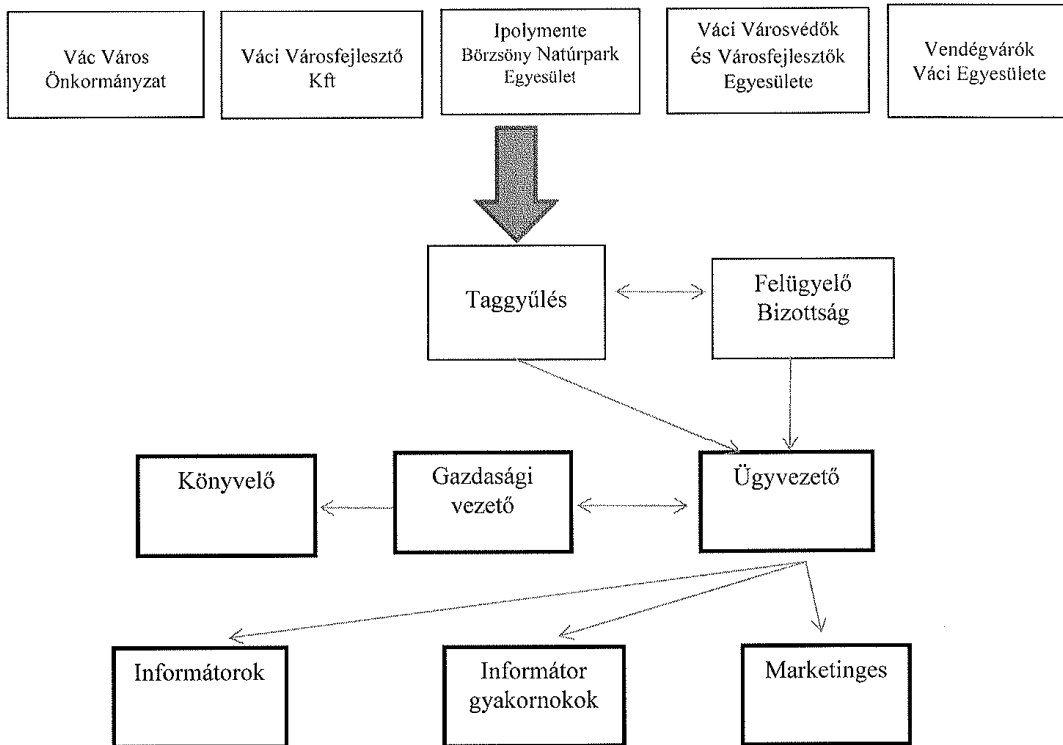 Vác Város
Önkormányzat
Váci Városfejlesztő
Kft
Ipolymente
Börzsöny Natúrpark
Egyesület
Váci Városvédők
és Városfejlesztők
Egyesülete
Vendégvárók
Váci Egyesülete
Taggyűlés
Felügyelő
Bizottság
Könyvelő
Gazdasági
vezető
Ügyvezető
Informátorok
Informátor
gyakornokok
Marketinges